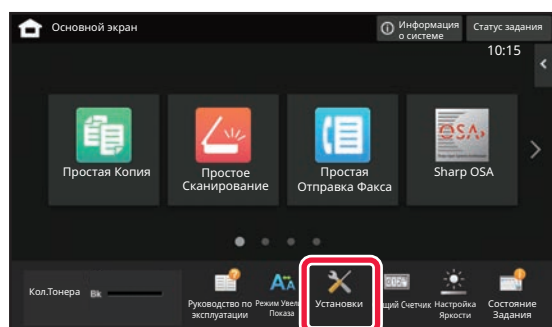 Основной экран
Информация
о системе
Статус задания
10:15
Простая Копия
Простое
Сканирование
Простая
Отправка Факса
OSA
Sharp OSA
Кол.Тонера
Bk
Руководство по
эксплуатации
Режим Увел
Показа
Установки
щий Счетчик
Настройка
Яркости
Состояние
Задания